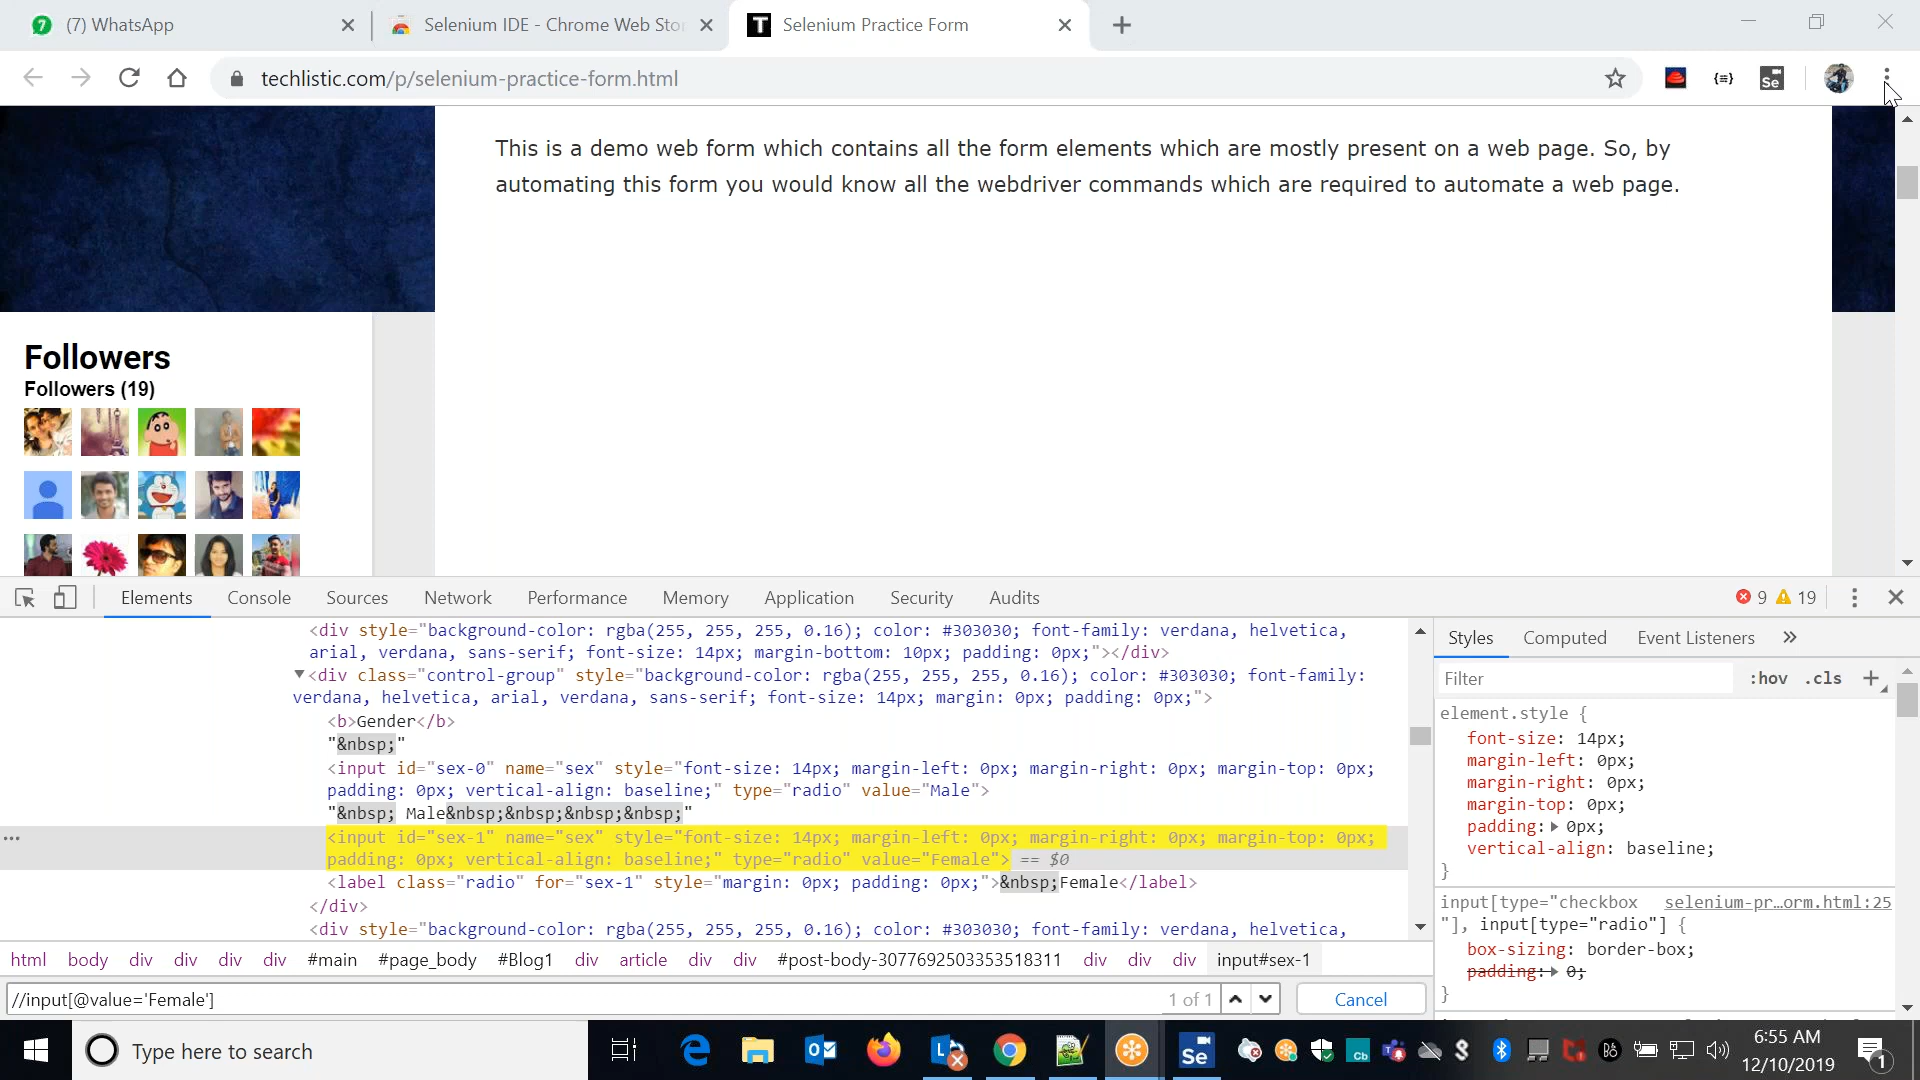 (7) WhatsApp
Selenium IDE - Chrome Web Sto
Selenium Practice Form
techlistic.com/p/selenium-practice-form.html
This is a demo web form which contains all the form elements which are mostly present on a web page. So, by
automating this form you would know all the webdriver commands which are required to automate a web page.
Followers
Followers (19)
Elements Console Sources Network Performance Memory Application Security Audits 9 19
<div style="background-color: rgba(255, 255, 255, 0.16); color: #303030; font-family: verdana, helvetica,
arial, verdana, sans-serif; font-size: 14px; margin-bottom: 10px; padding: 0px;"></div>
▼<div class="control-group" style="background-color: rgba(255, 255, 255, 0.16); color: #303030; font-family:
verdana, helvetica, arial, verdana, sans-serif; font-size: 14px; margin: 0px; padding: 0px;">
<b>Gender</b>
"&nbsp;"
<input id="sex-0" name="sex" style="font-size: 14px; margin-left: 0px; margin-right: 0px; margin-top: 0px;
padding: 0px; vertical-align: baseline;" type="radio" value="Male">
"&nbsp; Male&nbsp;&nbsp;&nbsp;&nbsp;"
<input id="sex-1" name="sex" style="font-size: 14px; margin-left: 0px; margin-right: 0px; margin-top: 0px;
padding: 0px; vertical-align: baseline;" type="radio" value="Female"> == $0
<label class="radio" for="sex-1" style="margin: 0px; padding: 0px;">&nbsp;Female</label>
</div>
<div style="background-color: rgba(255, 255, 255, 0.16); color: #303030; font-family: verdana, helvetica,
html body div div div div #main #page_body #Blog1 div article div div #post-body-3077692503353518311 div div div input#sex-1
//input[@value='Female'] 1 of 1 Cancel
Styles Computed Event Listeners »
Filter :hov .cls +
element.style {
font-size: 14px;
margin-left: 0px;
margin-right: 0px;
margin-top: 0px;
padding:▶ 0px;
vertical-align: baseline;
}
input[type="checkbox selenium-pr…orm.html:25
"], input[type="radio"] {
box-sizing: border-box;
padding:▶ 0;
}
Type here to search
6:55 AM
12/10/2019
1